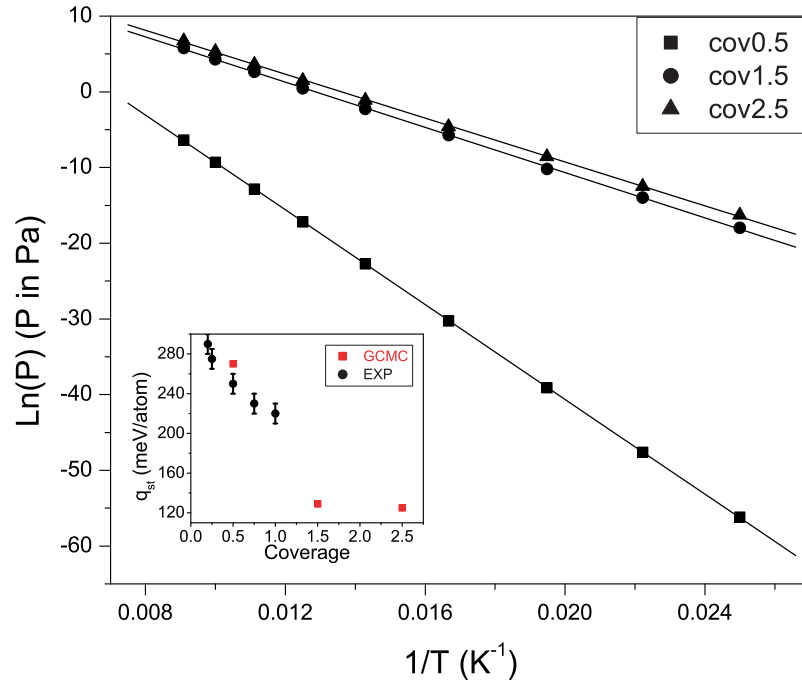 Ln(P) (P in Pa)
10
0
-10
-20
-30
-40
-50
-60
cov0.5
cov1.5
cov2.5
q_st (meV/atom)
280
240
200
160
120
GCMC
EXP
0.0 0.5 1.0 1.5 2.0 2.5
Coverage
0.008 0.012 0.016 0.020 0.024
1/T (K⁻¹)